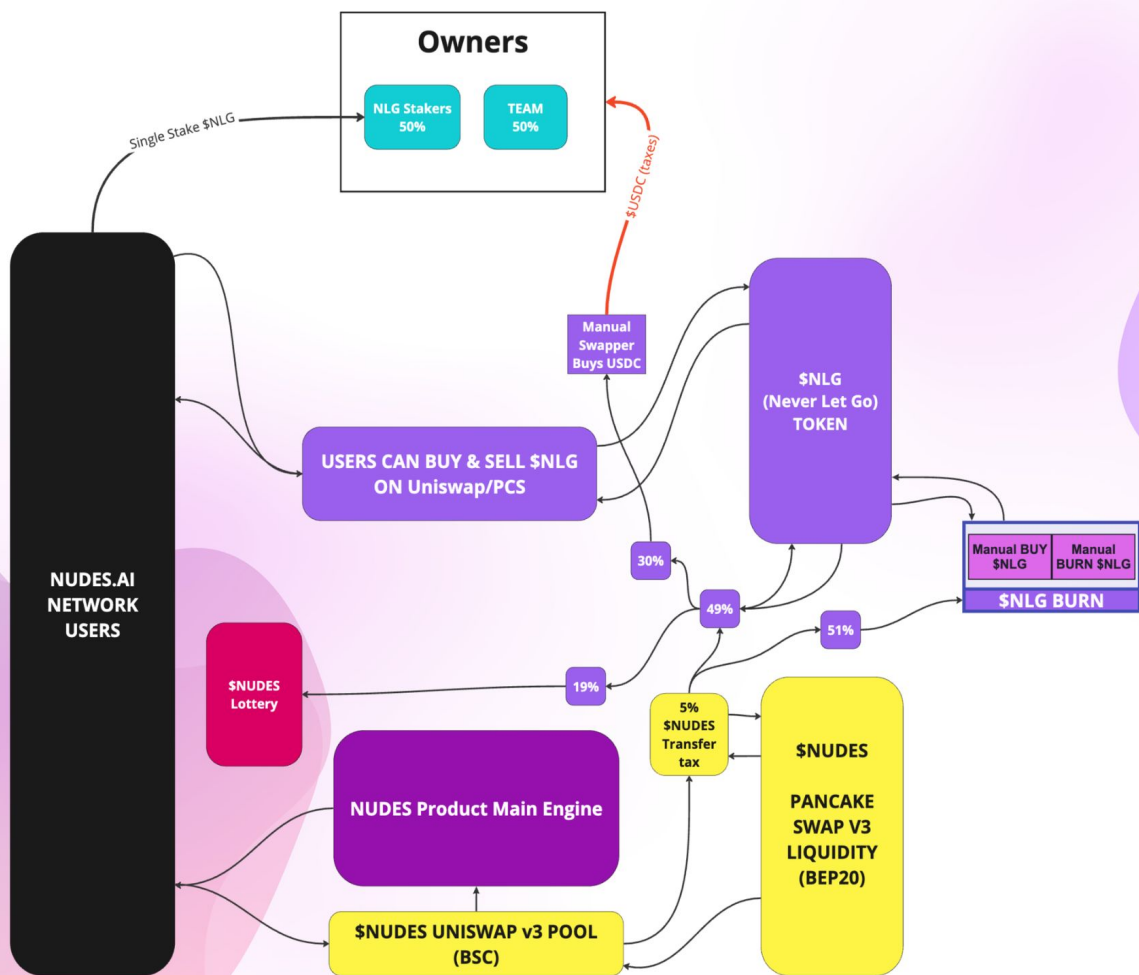 Owners
NLG Stakers
50%
TEAM
50%
Single Stake $NLG
$USDC (taxes)
Manual
Swapper
Buys USDC
$NLG
(Never Let Go)
TOKEN
USERS CAN BUY & SELL $NLG
ON Uniswap/PCS
NUDES.AI
NETWORK
USERS
30%
49%
51%
19%
Manual BUY
$NLG
Manual
BURN $NLG
$NLG BURN
$NUDES
Lottery
5%
$NUDES
Transfer
tax
$NUDES
PANCAKE
SWAP V3
LIQUIDITY
(BEP20)
NUDES Product Main Engine
$NUDES UNISWAP v3 POOL
(BSC)